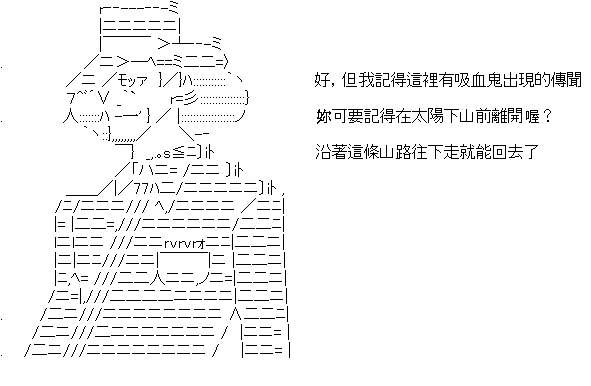 好，但我記得這裡有吸血鬼出現的傳聞
妳可要記得在太陽下山前離開喔？
沿著這條山路往下走就能回去了